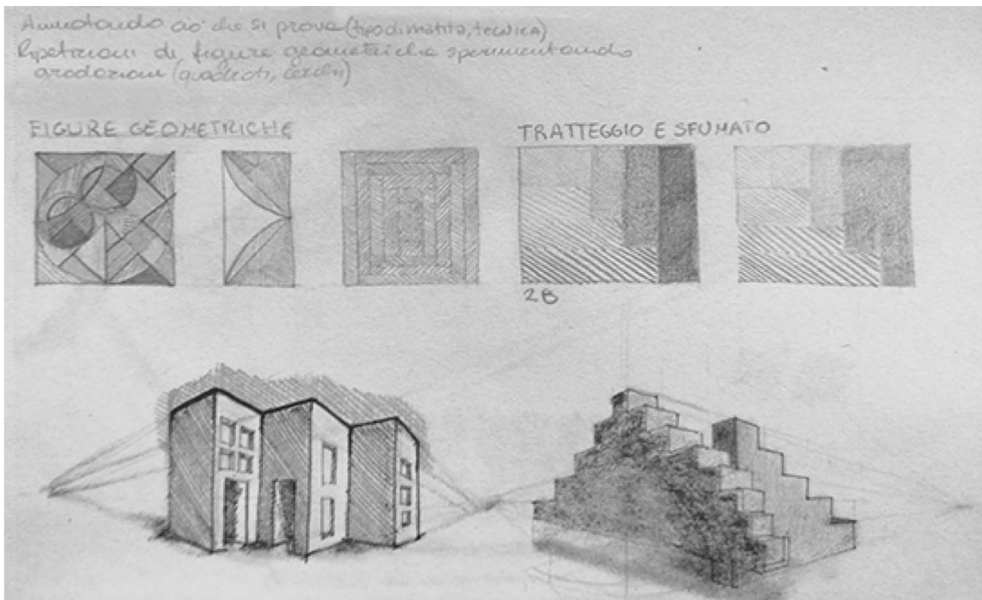 Annotando ciò che si prova (tipo di matita, tecnica)
Ripetizioni di figure geometriche sperimentando
gradazioni (quadrati, cerchi)
FIGURE GEOMETRICHE
TRATTEGGIO E SFUMATO
2B